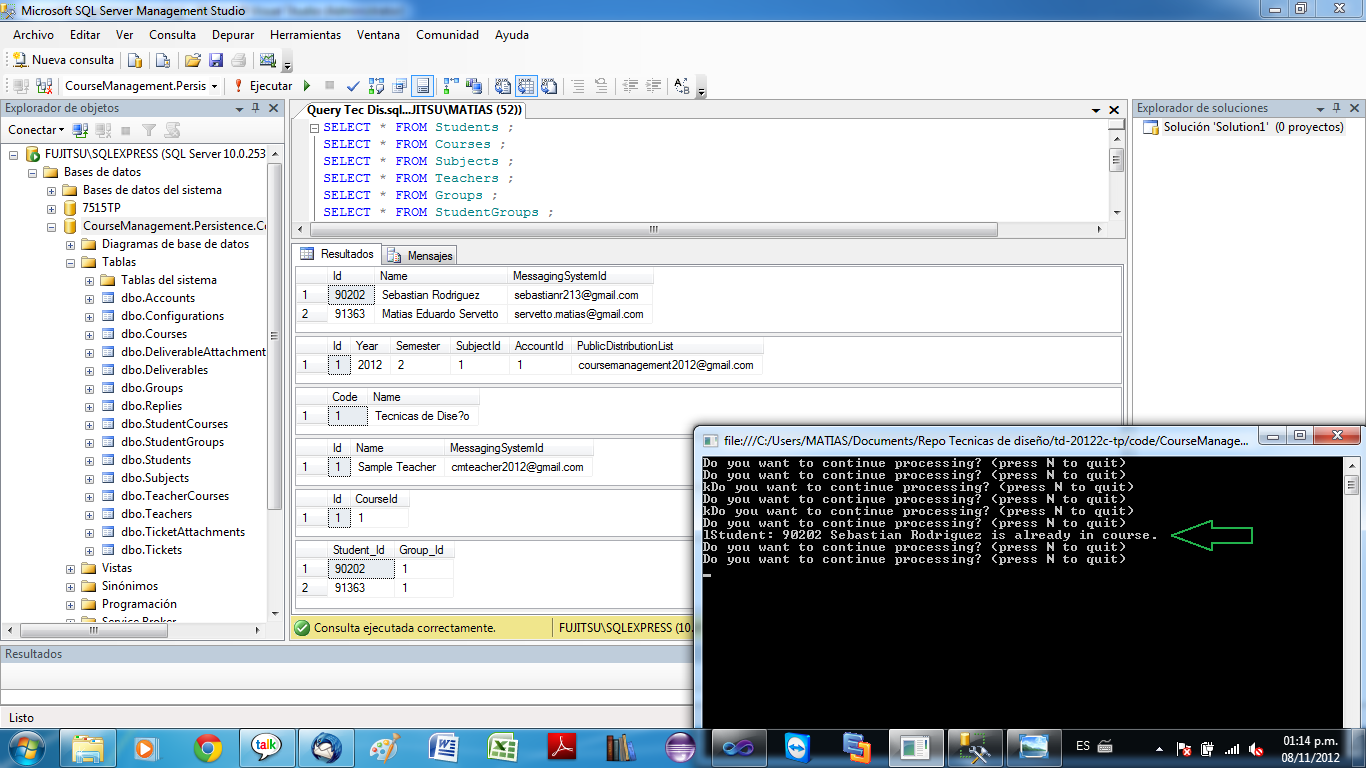 Microsoft SQL Server Management Studio
Archivo Editar Ver Consulta Depurar Herramientas Ventana Comunidad Ayuda
Nueva consulta
CourseManagement.Persis Ejecutar
Explorador de objetos
Conectar
FUJITSU\SQLEXPRESS (SQL Server 10.0.253
Bases de datos
Bases de datos del sistema
7515TP
CourseManagement.Persistence.Co
Diagramas de base de datos
Tablas
Tablas del sistema
dbo.Accounts
dbo.Configurations
dbo.Courses
dbo.DeliverableAttachment
dbo.Deliverables
dbo.Groups
dbo.Replies
dbo.StudentCourses
dbo.StudentGroups
dbo.Students
dbo.Subjects
dbo.TeacherCourses
dbo.Teachers
dbo.TicketAttachments
dbo.Tickets
Vistas
Sinónimos
Programación
Service Broker
Query Tec Dis.sql...JITSU\MATIAS (52))
SELECT * FROM Students ;
SELECT * FROM Courses ;
SELECT * FROM Subjects ;
SELECT * FROM Teachers ;
SELECT * FROM Groups ;
SELECT * FROM StudentGroups ;
Resultados Mensajes
Id Name MessagingSystemId
1 90202 Sebastian Rodriguez sebastianr213@gmail.com
2 91363 Matias Eduardo Servetto servetto.matias@gmail.com
Id Year Semester SubjectId AccountId PublicDistributionList
1 1 2012 2 1 1 coursemanagement2012@gmail.com
Code Name
1 1 Tecnicas de Dise?o
Id Name MessagingSystemId
1 1 Sample Teacher cmteacher2012@gmail.com
Id CourseId
1 1 1
Student_Id Group_Id
1 90202 1
2 91363 1
Consulta ejecutada correctamente. FUJITSU\SQLEXPRESS (10.
Explorador de soluciones
Solución 'Solution1' (0 proyectos)
file:///C:/Users/MATIAS/Documents/Repo Tecnicas de diseño/td-20122c-tp/code/CourseManage...
Do you want to continue processing? (press N to quit)
Do you want to continue processing? (press N to quit)
kDo you want to continue processing? (press N to quit)
Do you want to continue processing? (press N to quit)
kDo you want to continue processing? (press N to quit)
Do you want to continue processing? (press N to quit)
lStudent: 90202 Sebastian Rodriguez is already in course.
Do you want to continue processing? (press N to quit)
Do you want to continue processing? (press N to quit)
Resultados
Listo
talk
ES
01:14 p.m.
08/11/2012